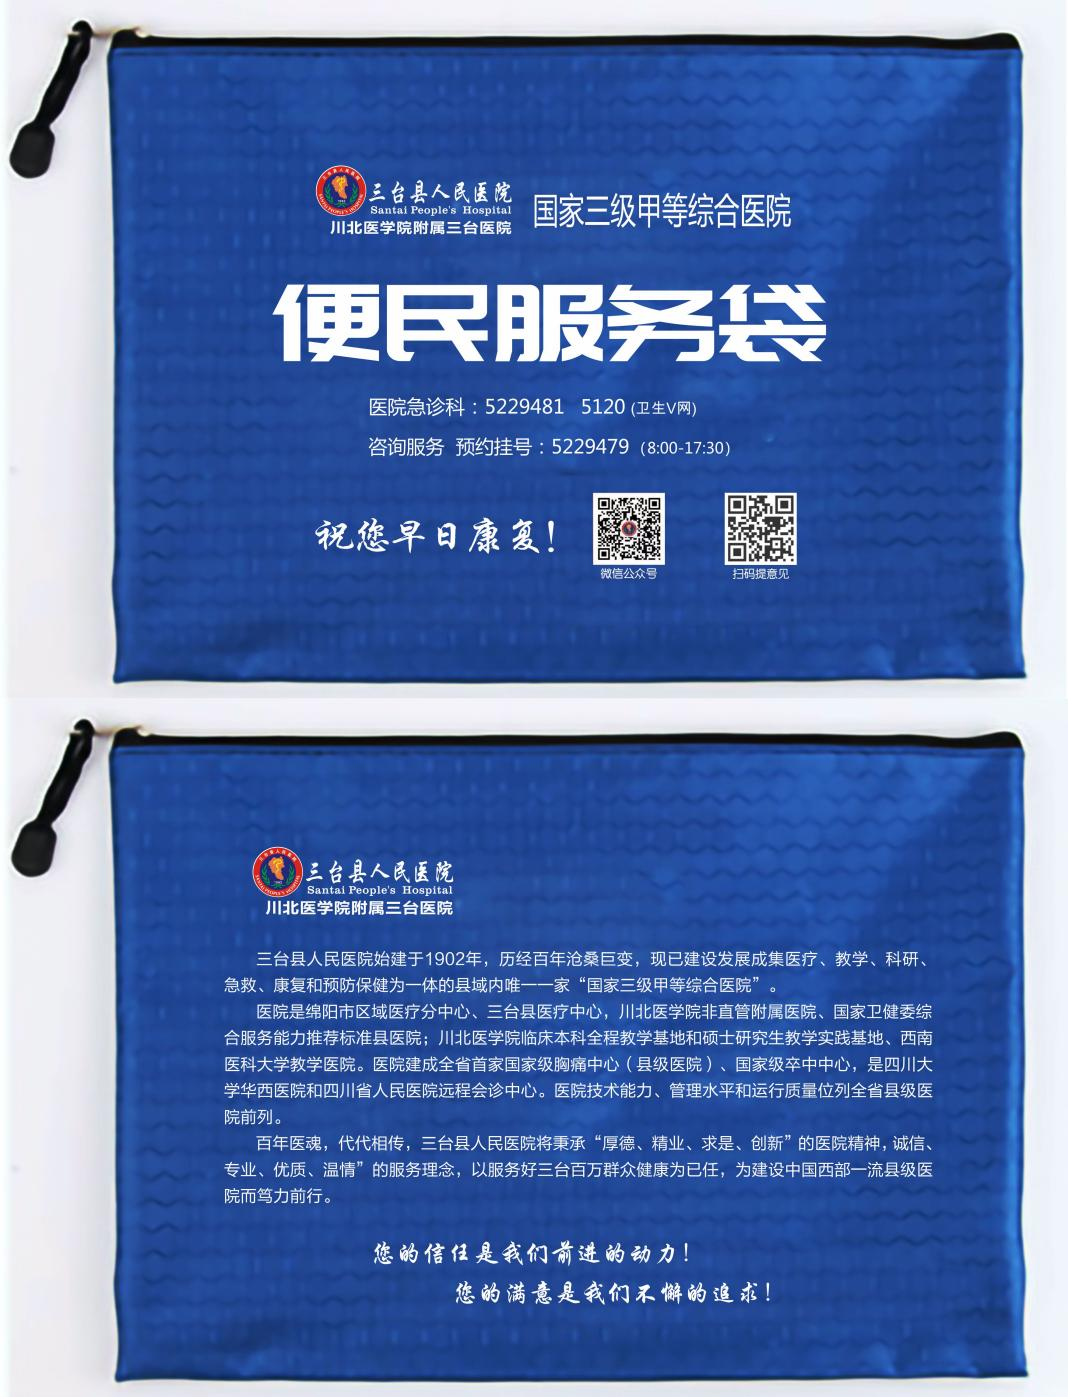 三台县人民医院
Santai People's Hospital
川北医学院附属三台医院
国家三级甲等综合医院
便民服务袋
医院急诊科：5229481 5120 (卫生V网)
咨询服务 预约挂号：5229479（8:00-17:30）
祝您早日康复！
微信公众号
扫码提意见
三台县人民医院
Santai People's Hospital
川北医学院附属三台医院
三台县人民医院始建于1902年，历经百年沧桑巨变，现已建设发展成集医疗、教学、科研、
急救、康复和预防保健为一体的县域内唯一一家“国家三级甲等综合医院”。
医院是绵阳市区域医疗分中心、三台县医疗中心，川北医学院非直管附属医院、国家卫健委综
合服务能力推荐标准县医院；川北医学院临床本科全程教学基地和硕士研究生教学实践基地、西南
医科大学教学医院。医院建成全省首家国家级胸痛中心（县级医院）、国家级卒中中心，是四川大
学华西医院和四川省人民医院远程会诊中心。医院技术能力、管理水平和运行质量位列全省县级医
院前列。
百年医魂，代代相传，三台县人民医院将秉承“厚德、精业、求是、创新”的医院精神，诚信、
专业、优质、温情”的服务理念，以服务好三台百万群众健康为已任，为建设中国西部一流县级医
院而笃力前行。
您的信任是我们前进的动力！
您的满意是我们不懈的追求！